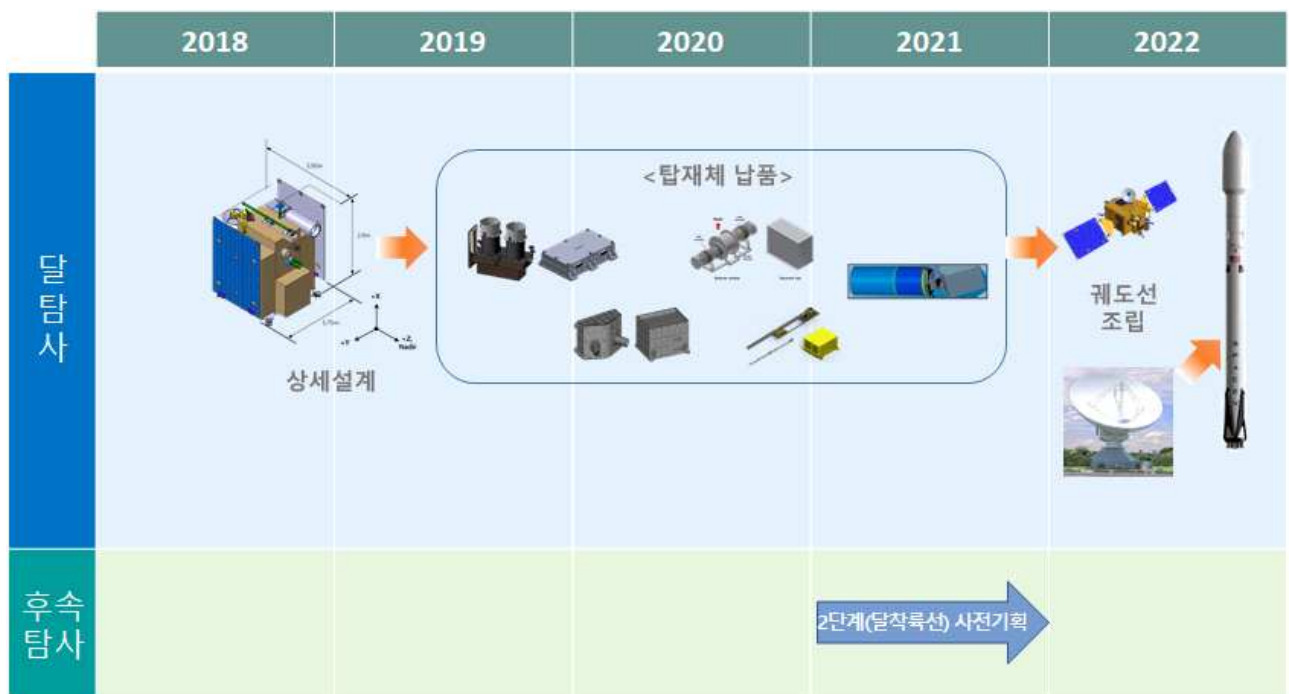 2018
2019
2020
2021
2022
달
탐
사
<탑재체 납품>
+X
+Y
+Z,
Nadir
상세설계
궤도선
조립
후속
탐사
2단계(달착륙선) 사전기획